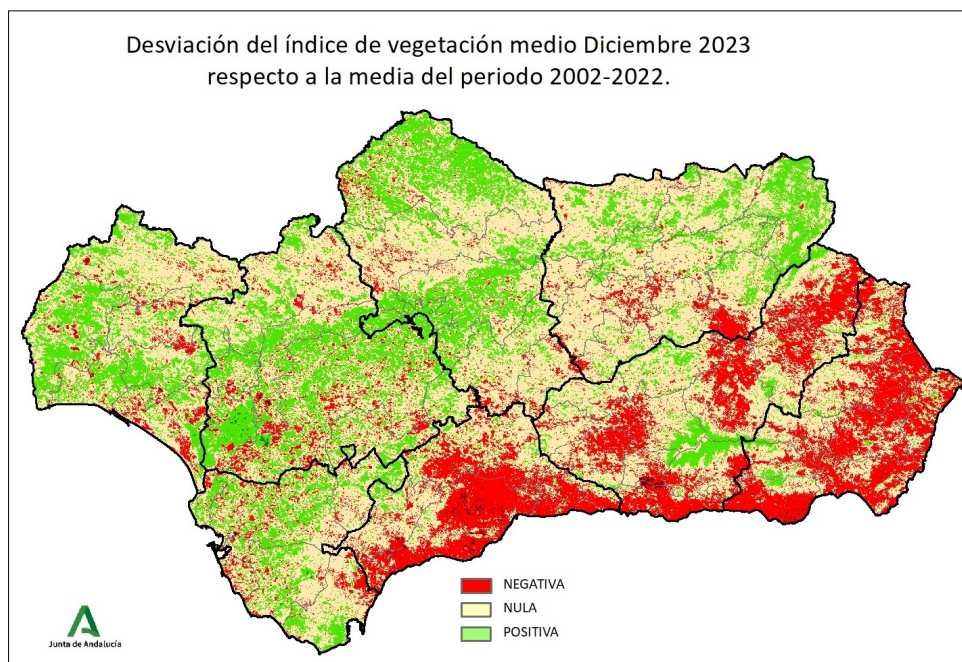 Desviación del índice de vegetación medio Diciembre 2023
respecto a la media del periodo 2002-2022.
NEGATIVA
NULA
POSITIVA
Junta de Andalucía